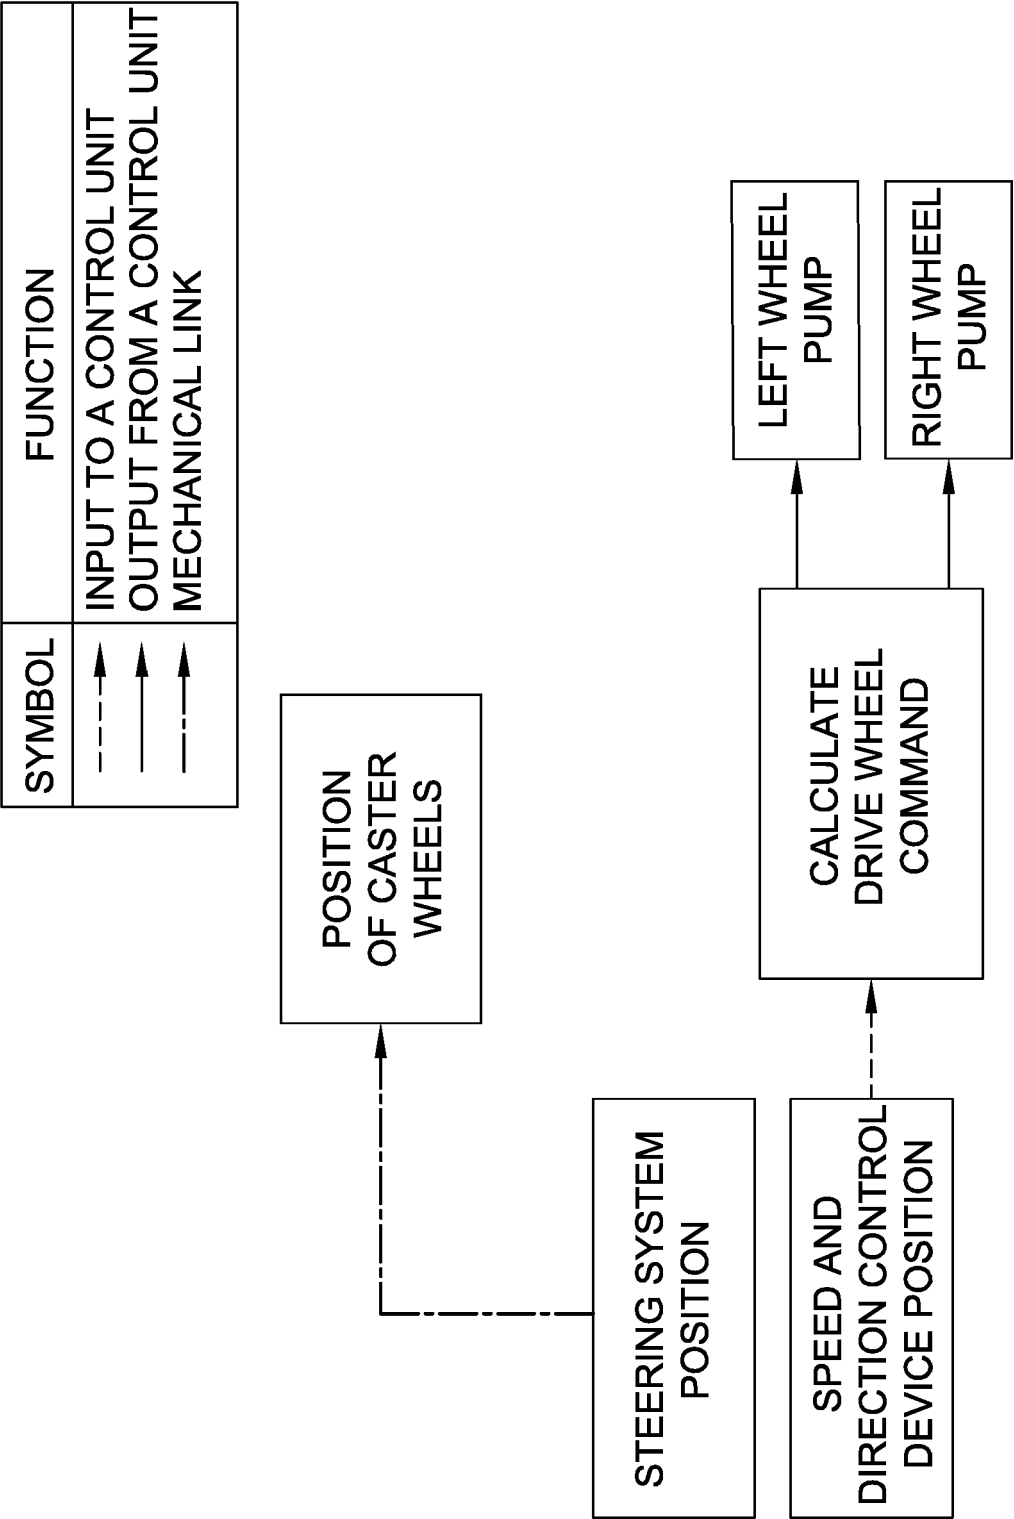 SYMBOL
FUNCTION
INPUT TO A CONTROL UNIT
OUTPUT FROM A CONTROL UNIT
MECHANICAL LINK
POSITION
OF CASTER
WHEELS
STEERING SYSTEM
POSITION
SPEED AND
DIRECTION CONTROL
DEVICE POSITION
CALCULATE
DRIVE WHEEL
COMMAND
LEFT WHEEL
PUMP
RIGHT WHEEL
PUMP